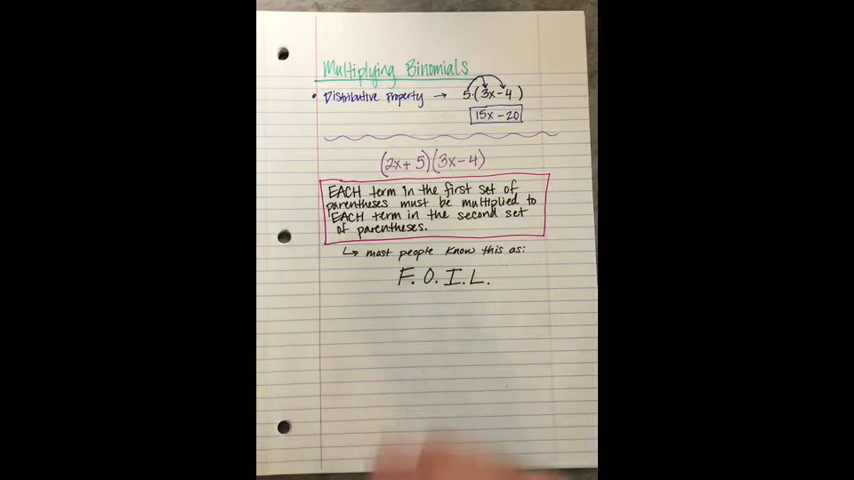 Multiplying Binomials
• Distributive Property → 5·(3x-4)
15x-20
(2x+5)(3x-4)
EACH term in the first set of
parentheses must be multiplied to
EACH term in the second set
of parentheses.
↳ most people know this as:
F.O.I.L.